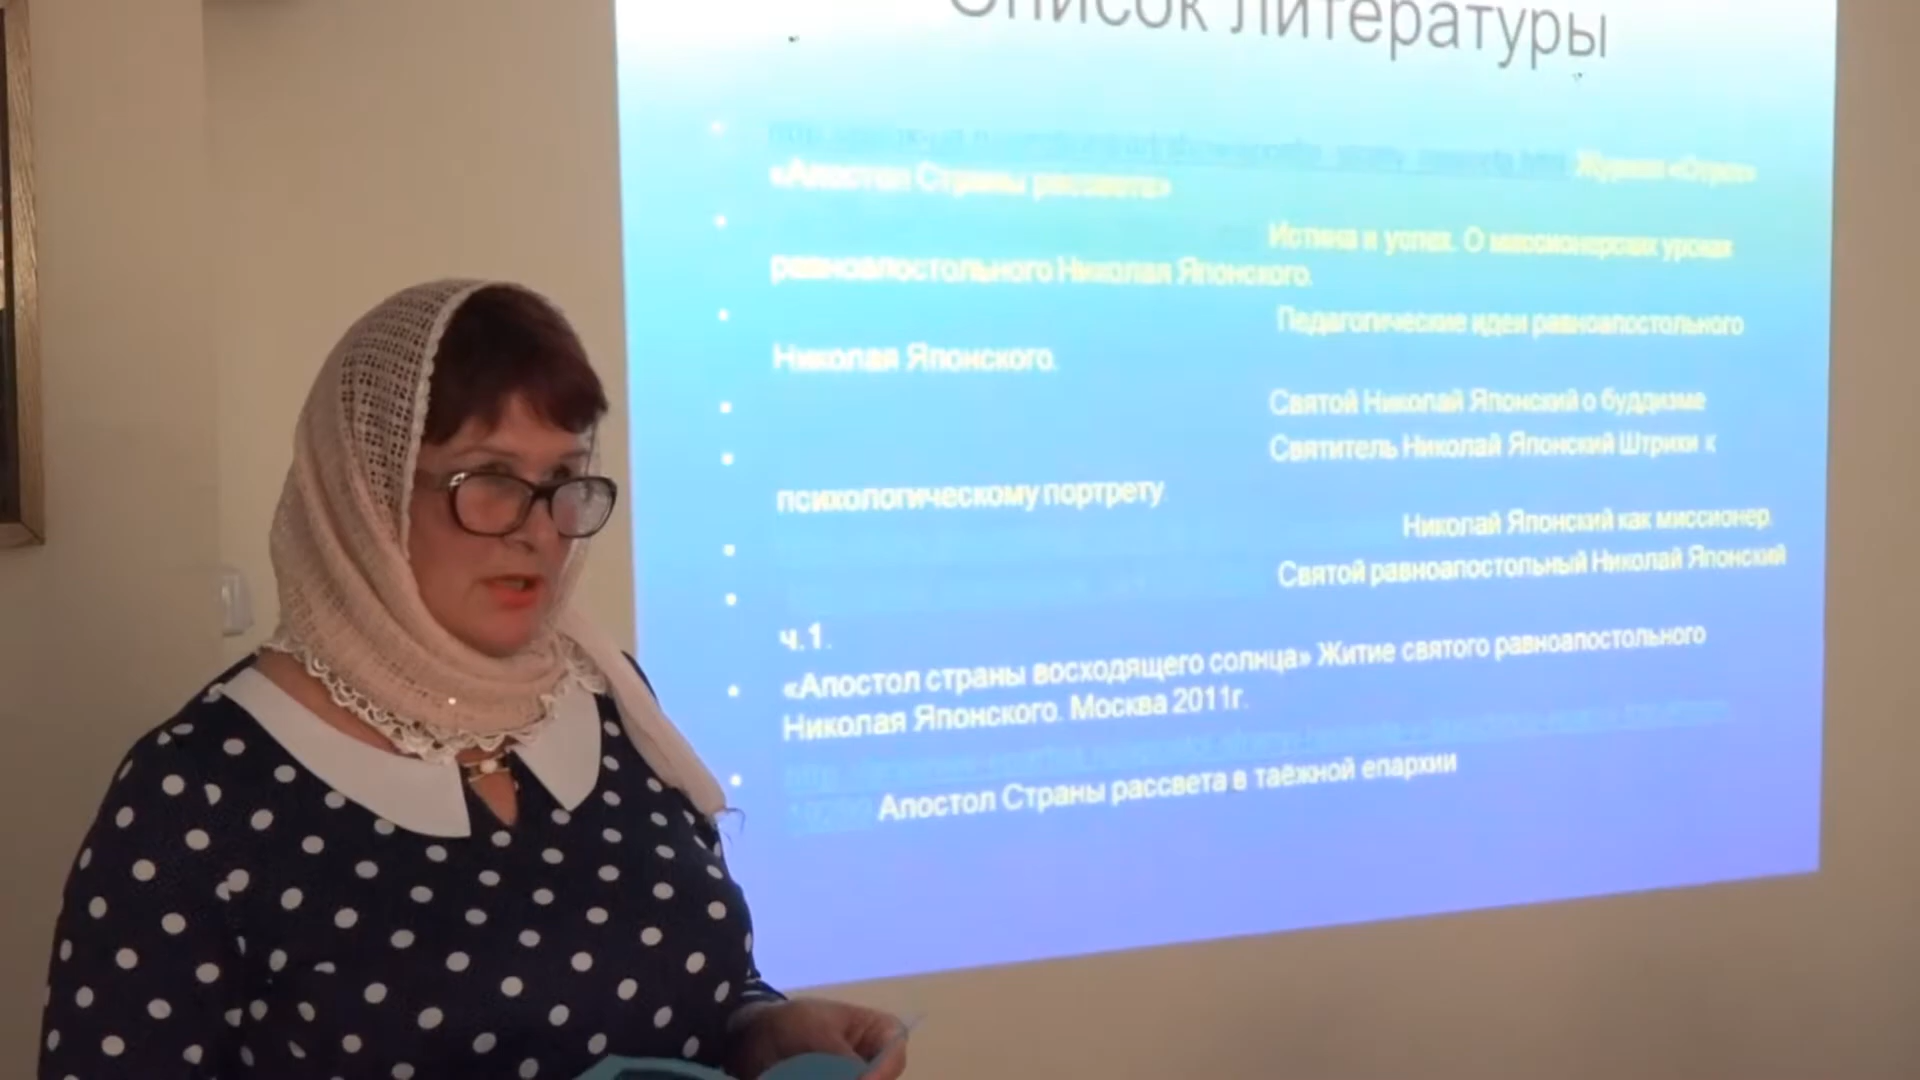 Список литературы
Журнал «Отрок»
«Апостол Страны рассвета»
Истина и успех. О миссионерских уроках
равноапостольного Николая Японского.
Педагогические идеи равноапостольного
Николая Японского.
Святой Николай Японский о буддизме
Святитель Николай Японский Штрихи к
психологическому портрету
Николай Японский как миссионер.
Святой равноапостольный Николай Японский
ч.1.
«Апостол страны восходящего солнца» Житие святого равноапостольного
Николая Японского. Москва 2011г.
Апостол Страны рассвета в таёжной епархии